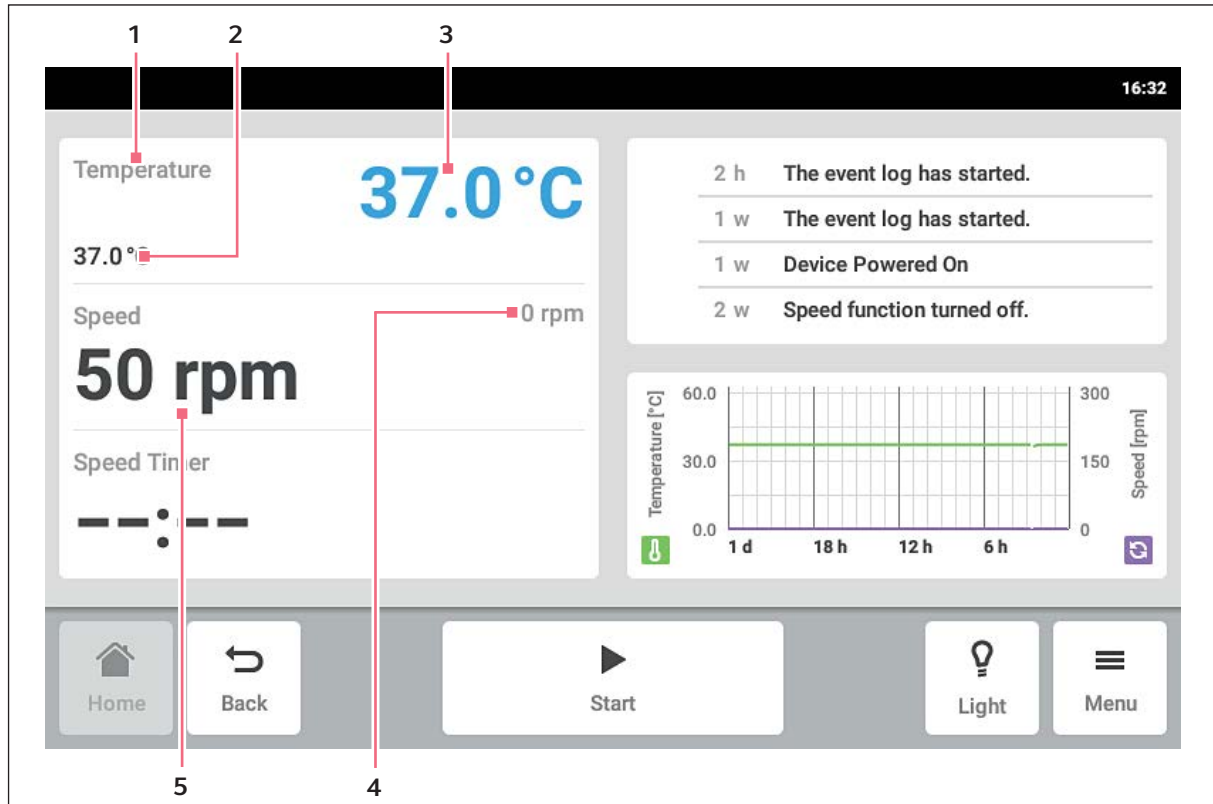 1 2 3
16:32
Temperature
37.0 °C
37.0 °C
Speed
0 rpm
50 rpm
Speed Timer
--:--
2 h The event log has started.
1 w The event log has started.
1 w Device Powered On
2 w Speed function turned off.
Temperature [°C]
60.0
30.0
0.0
1 d 18 h 12 h 6 h
300
150
0
Speed [rpm]
Home
Back
Start
Light
Menu
5 4